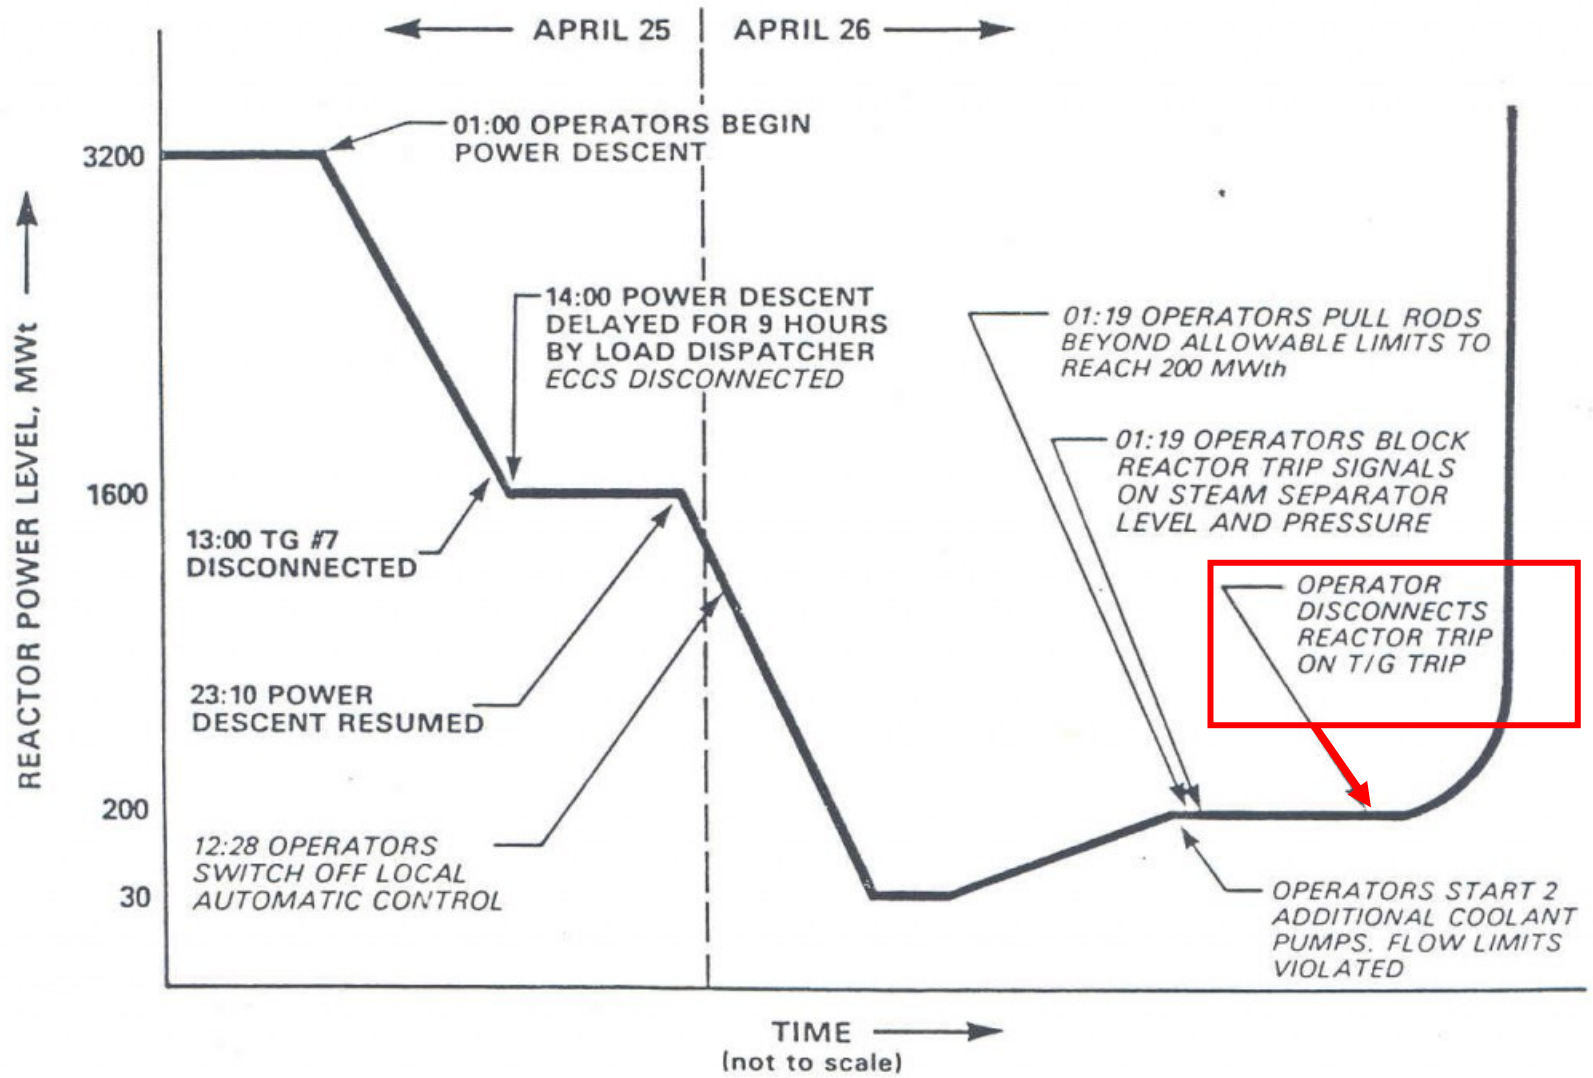 APRIL 25
APRIL 26
3200
01:00 OPERATORS BEGIN
POWER DESCENT
REACTOR POWER LEVEL, MWt
14:00 POWER DESCENT
DELAYED FOR 9 HOURS
BY LOAD DISPATCHER
ECCS DISCONNECTED
01:19 OPERATORS PULL RODS
BEYOND ALLOWABLE LIMITS TO
REACH 200 MWth
01:19 OPERATORS BLOCK
REACTOR TRIP SIGNALS
ON STEAM SEPARATOR
LEVEL AND PRESSURE
1600
13:00 TG #7
DISCONNECTED
OPERATOR
DISCONNECTS
REACTOR TRIP
ON T/G TRIP
23:10 POWER
DESCENT RESUMED
200
12:28 OPERATORS
SWITCH OFF LOCAL
AUTOMATIC CONTROL
30
OPERATORS START 2
ADDITIONAL COOLANT
PUMPS. FLOW LIMITS
VIOLATED
TIME
(not to scale)